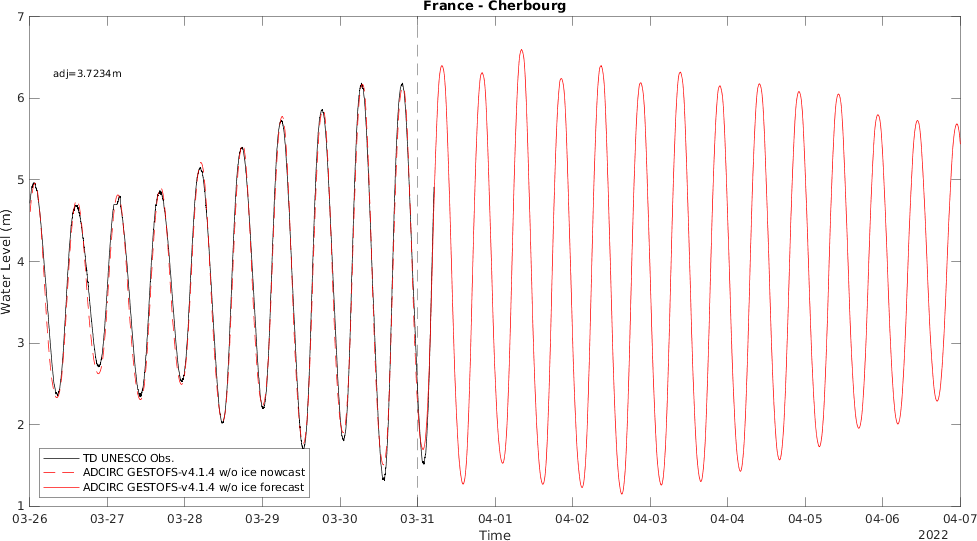 France - Cherbourg
adj=3.7234m
7
6
5
4
3
2
1
Water Level (m)
TD UNESCO Obs.
ADCIRC GESTOFS-v4.1.4 w/o ice nowcast
ADCIRC GESTOFS-v4.1.4 w/o ice forecast
03-26 03-27 03-28 03-29 03-30 03-31 04-01 04-02 04-03 04-04 04-05 04-06 04-07
Time
2022